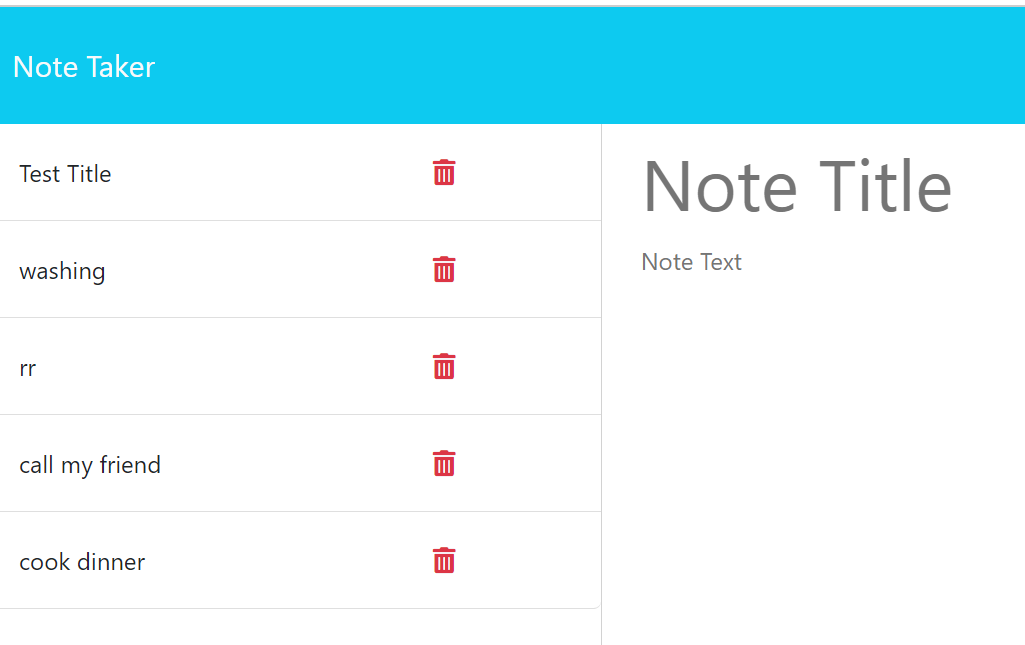 Note Taker
Test Title
washing
rr
call my friend
cook dinner
Note Title
Note Text